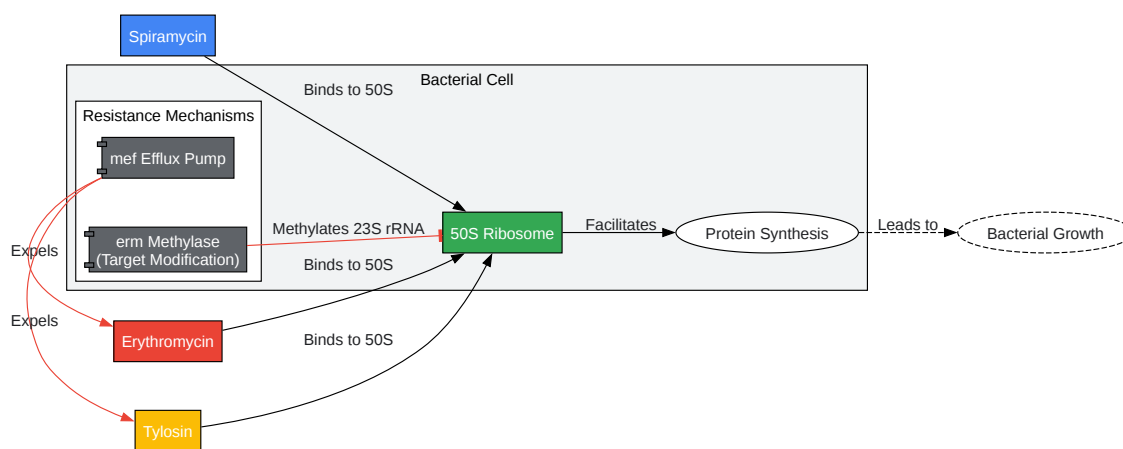 Spiramycin
Bacterial Cell
Binds to 50S
Resistance Mechanisms
mef Efflux Pump
erm Methylase
(Target Modification)
Methylates 23S rRNA
50S Ribosome
Facilitates
Protein Synthesis
Leads to
Bacterial Growth
Expels
Binds to 50S
Expels
Erythromycin
Binds to 50S
Tylosin